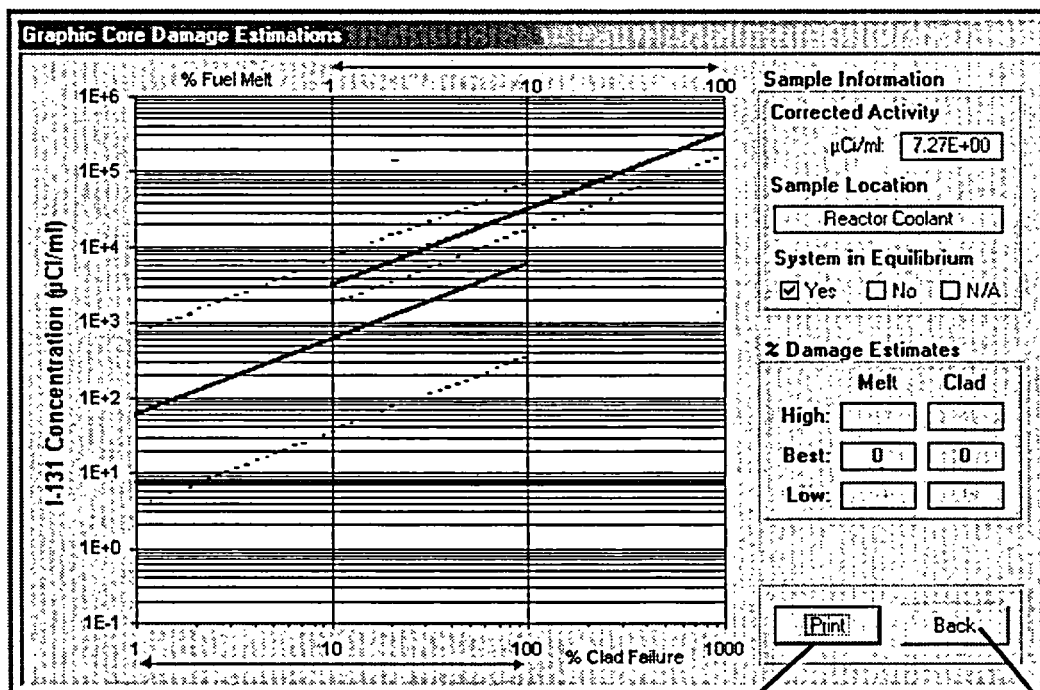 Graphic Core Damage Estimations
% Fuel Melt
1
10
100
1E+6
1E+5
1E+4
1E+3
1E+2
1E+1
1E+0
1E-1
I-131 Concentration (µCi/ml)
1
10
100
% Clad Failure
1000
Sample Information
Corrected Activity
µCi/ml: 7.27E+00
Sample Location
Reactor Coolant
System in Equilibrium
Yes No N/A
% Damage Estimates
Melt Clad
High:
Best: 0 0
Low:
Print Back